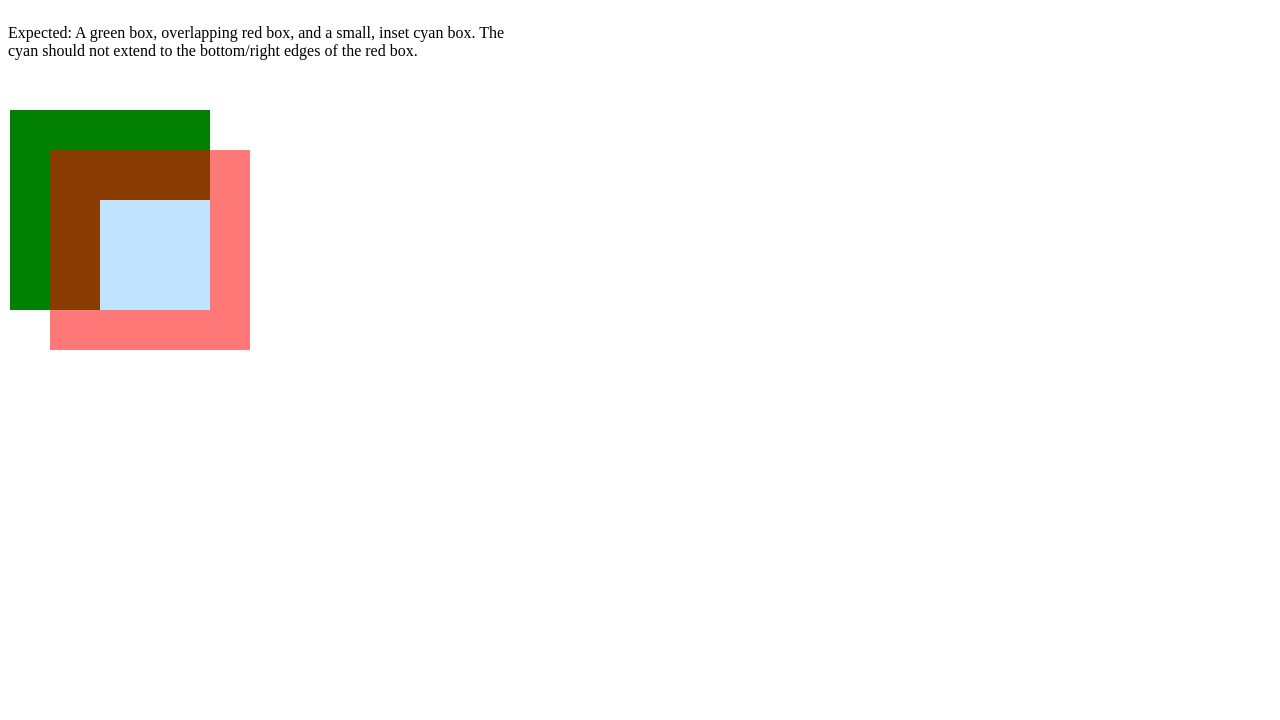 Expected: A green box, overlapping red box, and a small, inset cyan box. The
cyan should not extend to the bottom/right edges of the red box.